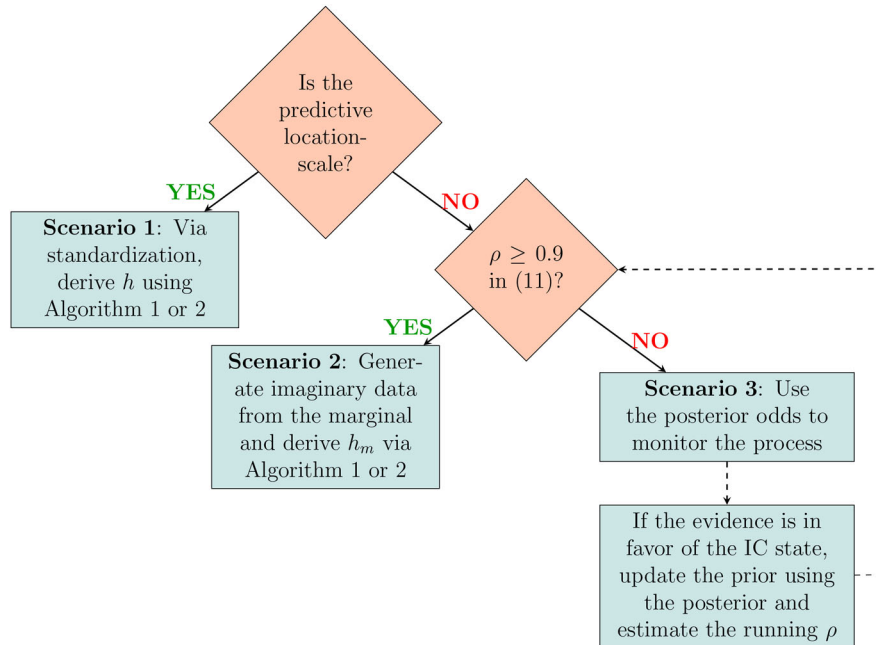 Is the
predictive
location-
scale?
YES
NO
Scenario 1: Via
standardization,
derive h using
Algorithm 1 or 2
ρ ≥ 0.9
in (11)?
YES
NO
Scenario 2: Gener-
ate imaginary data
from the marginal
and derive hₘ via
Algorithm 1 or 2
Scenario 3: Use
the posterior odds to
monitor the process
If the evidence is in
favor of the IC state,
update the prior using
the posterior and
estimate the running ρ